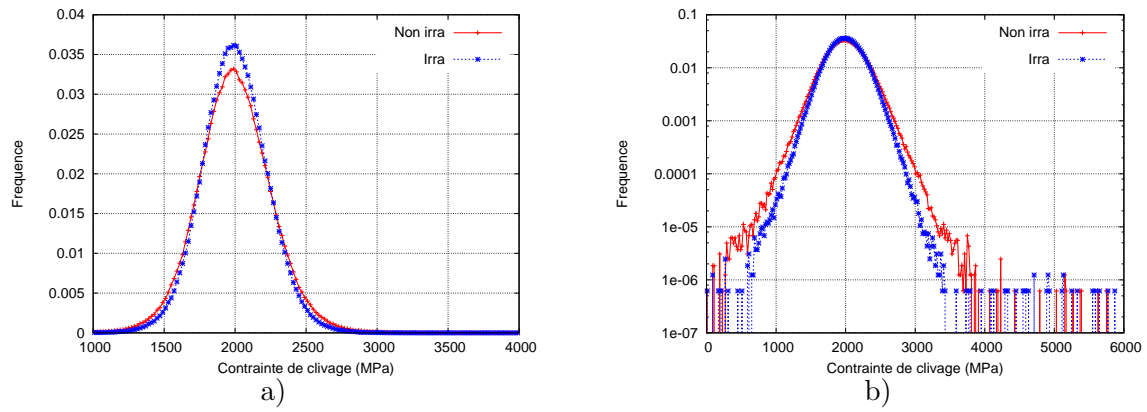 0.04
0.035
0.03
0.025
0.02
0.015
0.01
0.005
0
Frequence
1000 1500 2000 2500 3000 3500 4000
Contrainte de clivage (MPa)
Non irra
Irra
a)
0.1
0.01
0.001
0.0001
1e-05
1e-06
1e-07
Frequence
0 1000 2000 3000 4000 5000 6000
Contrainte de clivage (MPa)
Non irra
Irra
b)